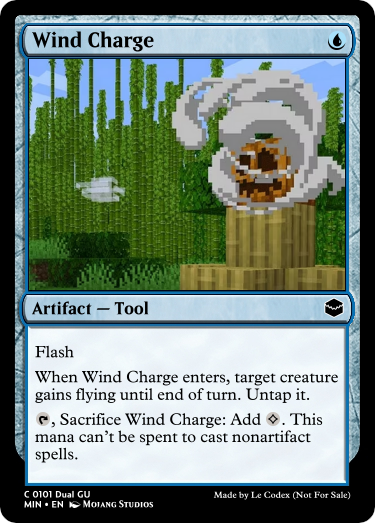 Wind Charge
Artifact — Tool
Flash
When Wind Charge enters, target creature
gains flying until end of turn. Untap it.
, Sacrifice Wind Charge: Add . This
mana can't be spent to cast nonartifact
spells.
C 0101 Dual GU
MIN • EN Mojang Studios
Made by Le Codex (Not For Sale)